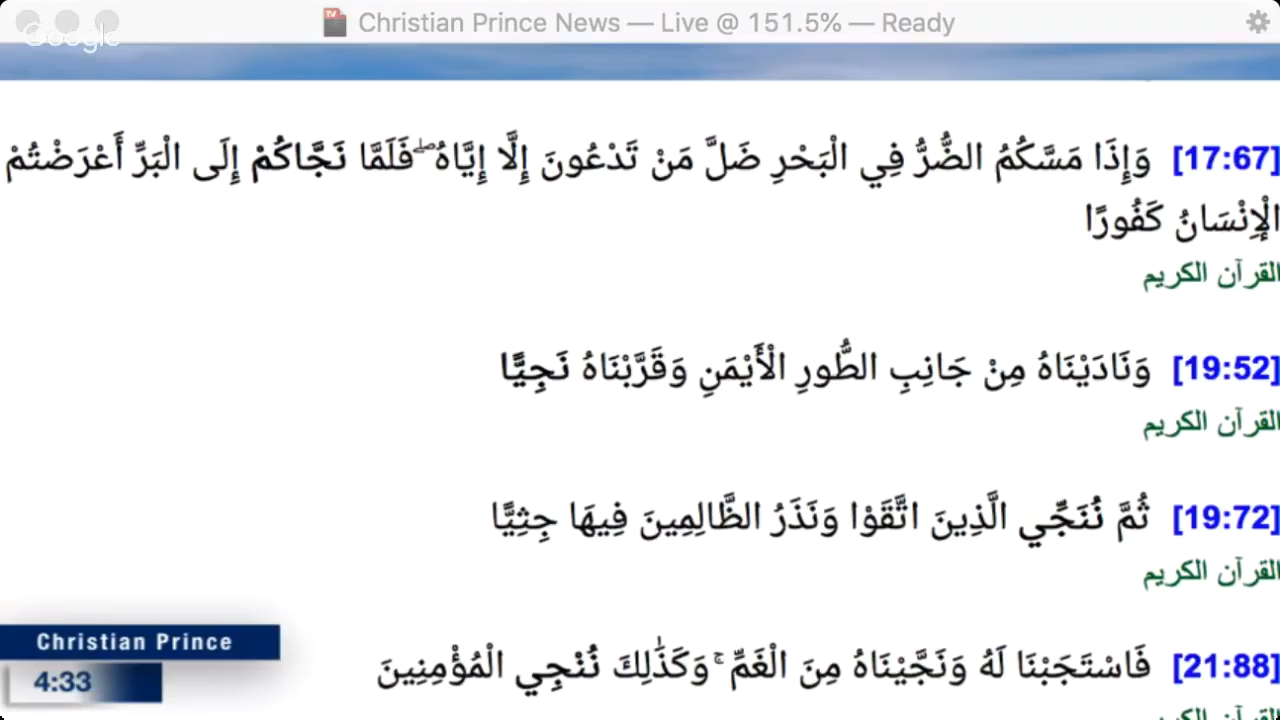 Google
Christian Prince News — Live @ 151.5% — Ready
[17:67] وَإِذَا مَسَّكُمُ الضُّرُّ فِي الْبَحْرِ ضَلَّ مَنْ تَدْعُونَ إِلَّا إِيَّاهُ ۖ فَلَمَّا نَجَّاكُمْ إِلَى الْبَرِّ أَعْرَضْتُمْ
الْإِنْسَانُ كَفُورًا
القرآن الكريم
[19:52] وَنَادَيْنَاهُ مِنْ جَانِبِ الطُّورِ الْأَيْمَنِ وَقَرَّبْنَاهُ نَجِيًّا
القرآن الكريم
[19:72] ثُمَّ نُنَجِّي الَّذِينَ اتَّقَوْا وَنَذَرُ الظَّالِمِينَ فِيهَا جِثِيًّا
القرآن الكريم
[21:88] فَاسْتَجَبْنَا لَهُ وَنَجَّيْنَاهُ مِنَ الْغَمِّ ۚ وَكَذَٰلِكَ نُنْجِي الْمُؤْمِنِينَ
Christian Prince
4:33